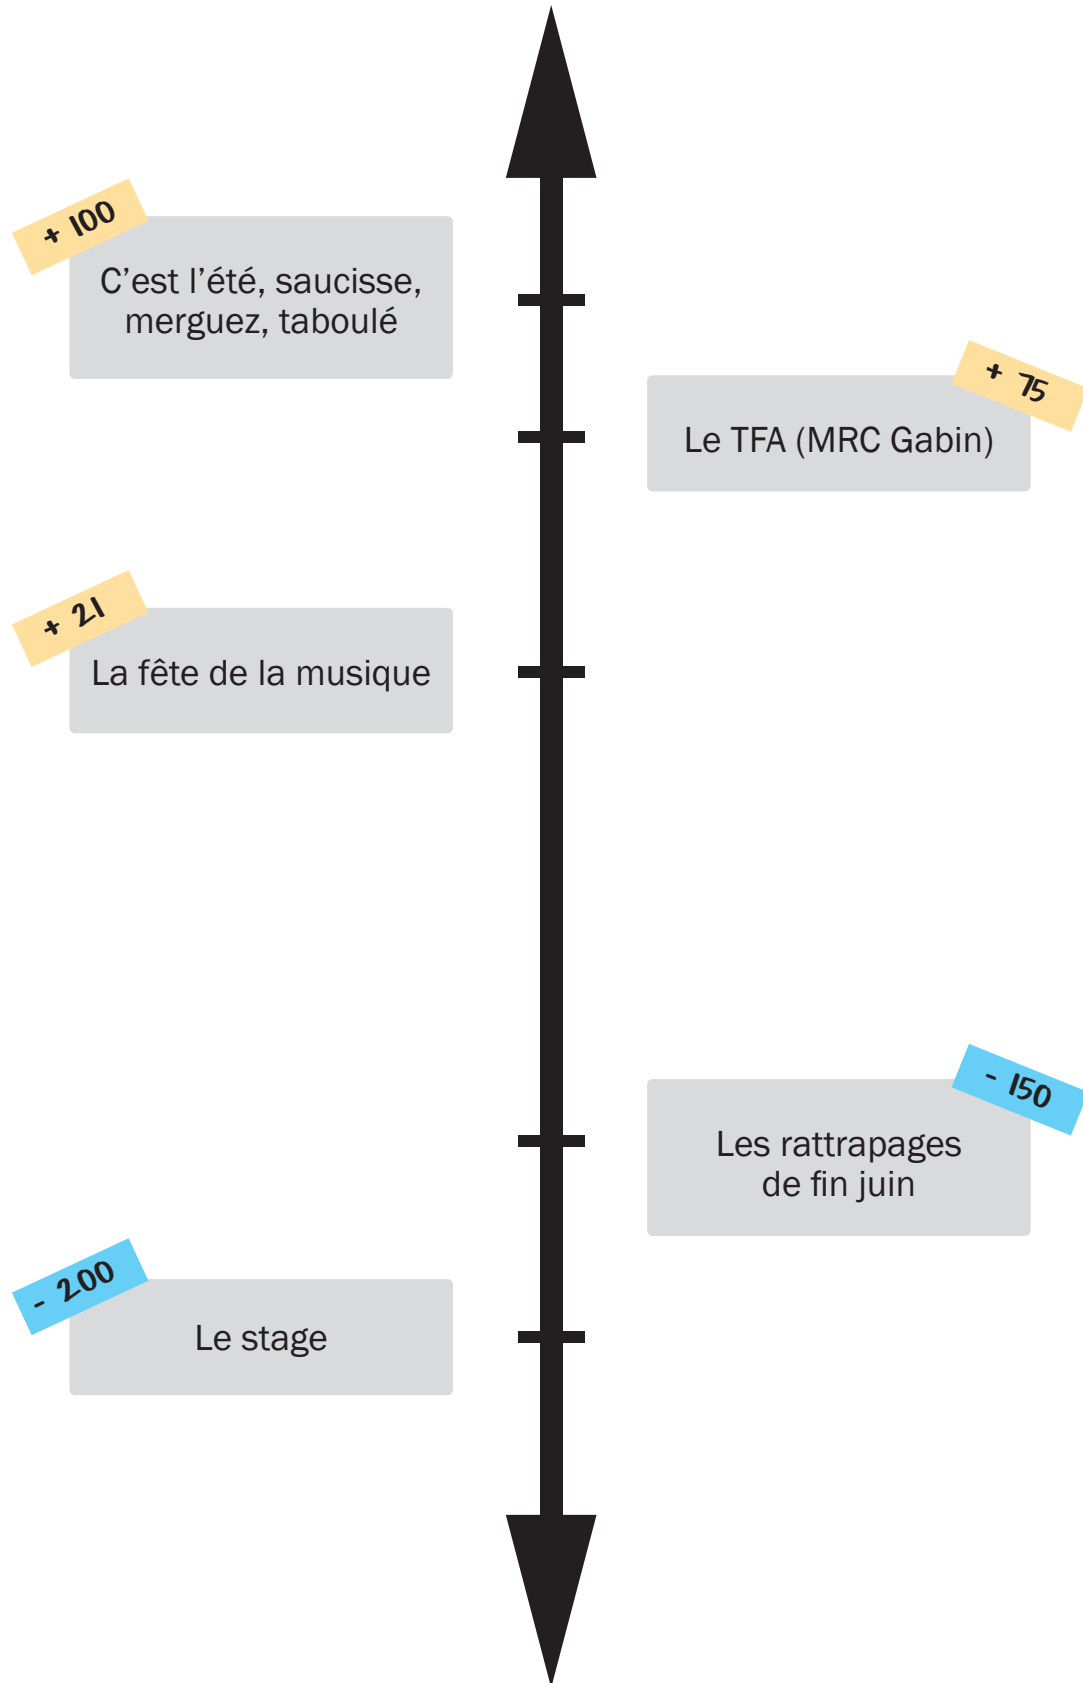 + 100
C'est l'été, saucisse,
merguez, taboulé
+ 75
Le TFA (MRC Gabin)
+ 21
La fête de la musique
- 150
Les rattrapages
de fin juin
- 200
Le stage